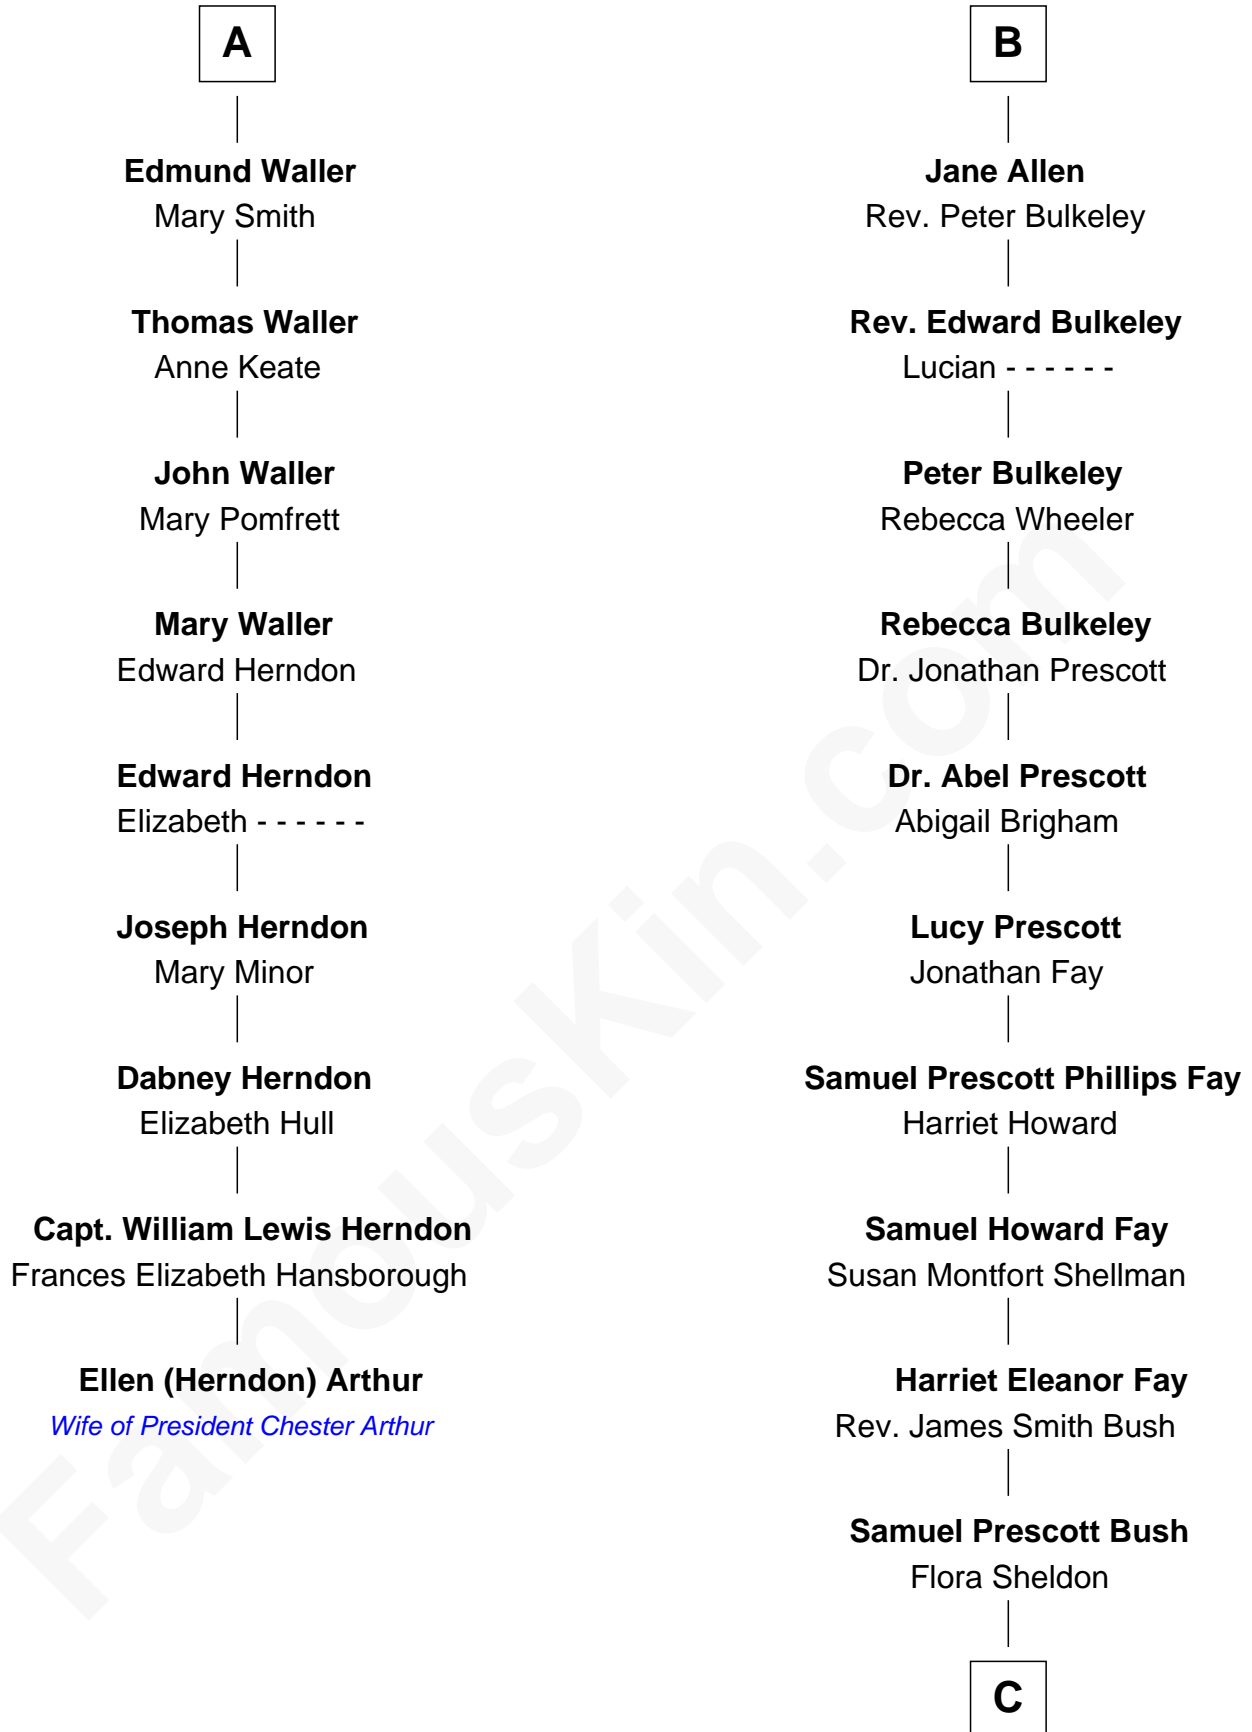 A
Edmund Waller
Mary Smith
Thomas Waller
Anne Keate
John Waller
Mary Pomfrett
Mary Waller
Edward Herndon
Edward Herndon
Elizabeth - - - - - -
Joseph Herndon
Mary Minor
Dabney Herndon
Elizabeth Hull
Capt. William Lewis Herndon
Frances Elizabeth Hansborough
Ellen (Herndon) Arthur
Wife of President Chester Arthur
B
Jane Allen
Rev. Peter Bulkeley
Rev. Edward Bulkeley
Lucian - - - - - -
Peter Bulkeley
Rebecca Wheeler
Rebecca Bulkeley
Dr. Jonathan Prescott
Dr. Abel Prescott
Abigail Brigham
Lucy Prescott
Jonathan Fay
Samuel Prescott Phillips Fay
Harriet Howard
Samuel Howard Fay
Susan Montfort Shellman
Harriet Eleanor Fay
Rev. James Smith Bush
Samuel Prescott Bush
Flora Sheldon
C
FamousKin.com